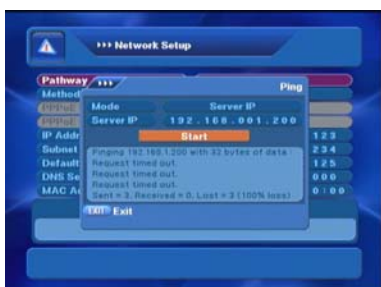 Network Setup
Pathway
Ping
Method
Mode Server IP
PPPoE
Server IP 192.168.001.200
PPPoE
Start
IP Addr 123
Pinging 192.168.1.200 with 32 bytes of data :
Subnet 234
Request timed out.
Default 125
Request timed out.
DNS Se 000
Request timed out.
MAC A 0:00
Sent = 3, Received = 0, Lost = 3 (100% loss)
EXIT Exit